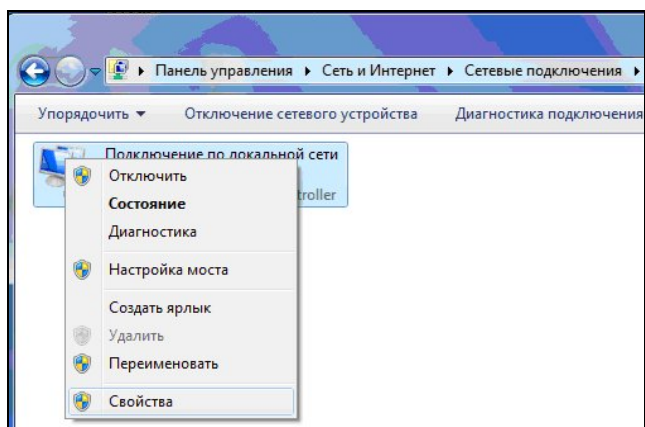 Панель управления ▸ Сеть и Интернет ▸ Сетевые подключения ▸
Упорядочить ▾ Отключение сетевого устройства Диагностика подключения
Подключение по локальной сети
troller
Отключить
Состояние
Диагностика
Настройка моста
Создать ярлык
Удалить
Переименовать
Свойства